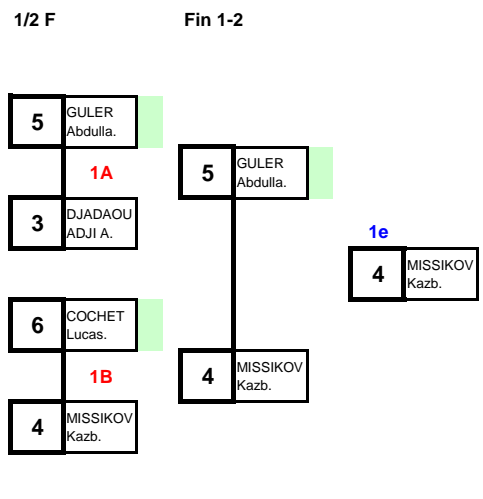 1/2 F
Fin 1-2
5
GULER
Abdulla.
1A
3
DJADAOU
ADJI A.
6
COCHET
Lucas.
1B
4
MISSIKOV
Kazb.
5
GULER
Abdulla.
4
MISSIKOV
Kazb.
1e
4
MISSIKOV
Kazb.